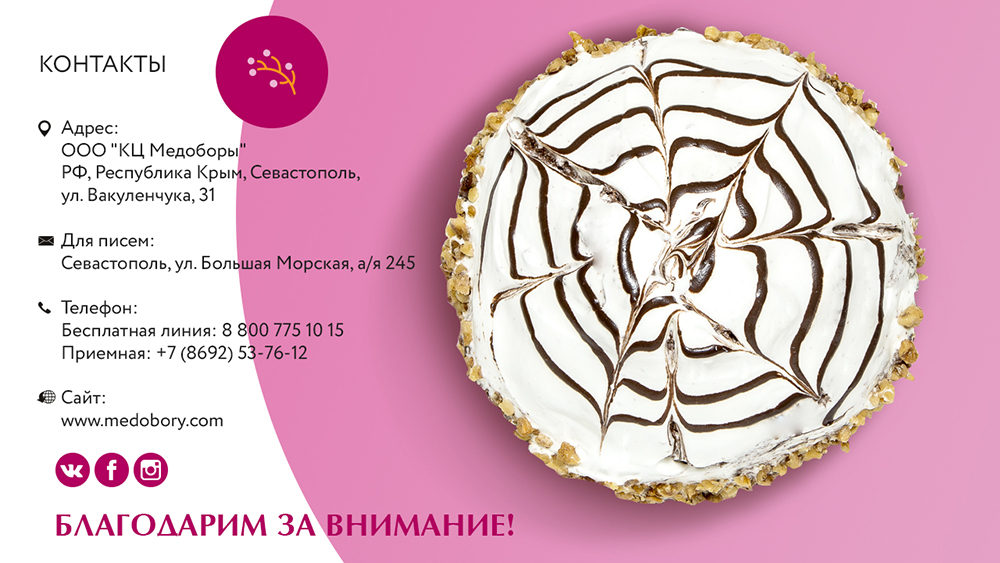 КОНТАКТЫ
Адрес:
ООО "КЦ Медоборы"
РФ, Республика Крым, Севастополь,
ул. Вакуленчука, 31
Для писем:
Севастополь, ул. Большая Морская, а/я 245
Телефон:
Бесплатная линия: 8 800 775 10 15
Приемная: +7 (8692) 53-76-12
Сайт:
www.medobory.com
БЛАГОДАРИМ ЗА ВНИМАНИЕ!